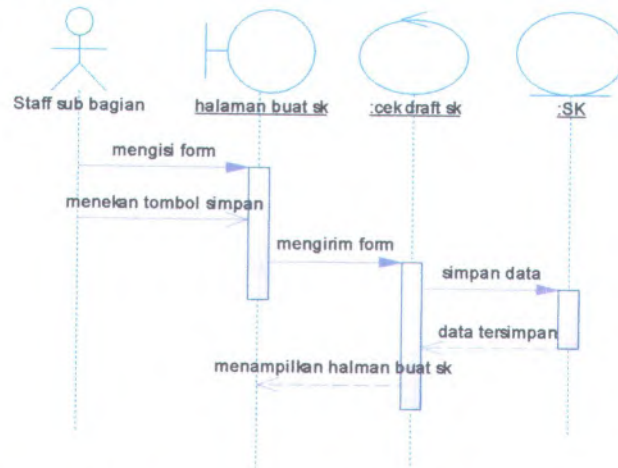 Staff sub bagian
halaman buat sk
:cek draft sk
:SK
mengisi form
menekan tombol simpan
mengirim form
simpan data
data tersimpan
menampilkan halman buat sk